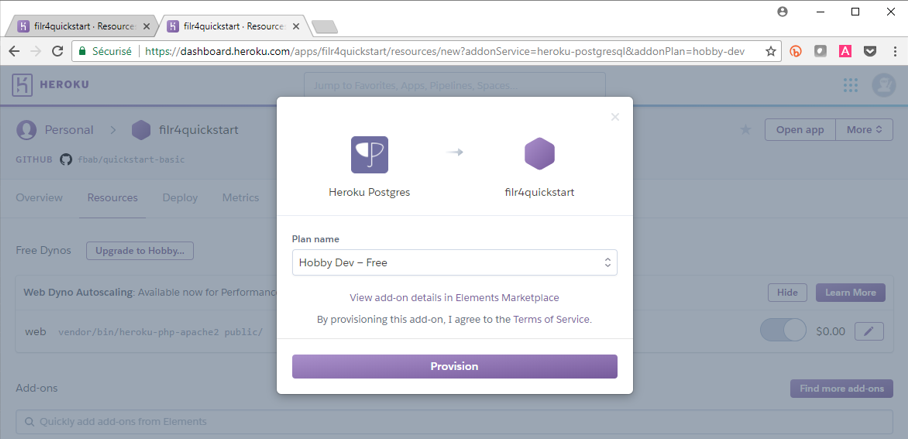 filr4quickstart · Resources
filr4quickstart · Resources
Sécurisé https://dashboard.heroku.com/apps/filr4quickstart/resources/new?addonService=heroku-postgresql&addonPlan=hobby-dev
HEROKU
Jump to Favorites, Apps, Pipelines, Spaces...
Personal > filr4quickstart
Open app
More
GITHUB fbab/quickstart-basic
Overview Resources Deploy Metrics
Heroku Postgres
filr4quickstart
Plan name
Hobby Dev – Free
View add-on details in Elements Marketplace
By provisioning this add-on, I agree to the Terms of Service.
Provision
Free Dynos
Upgrade to Hobby...
Web Dyno Autoscaling: Available now for Performance
Hide
Learn More
web vendor/bin/heroku-php-apache2 public/
$0.00
Add-ons
Find more add-ons
Quickly add add-ons from Elements